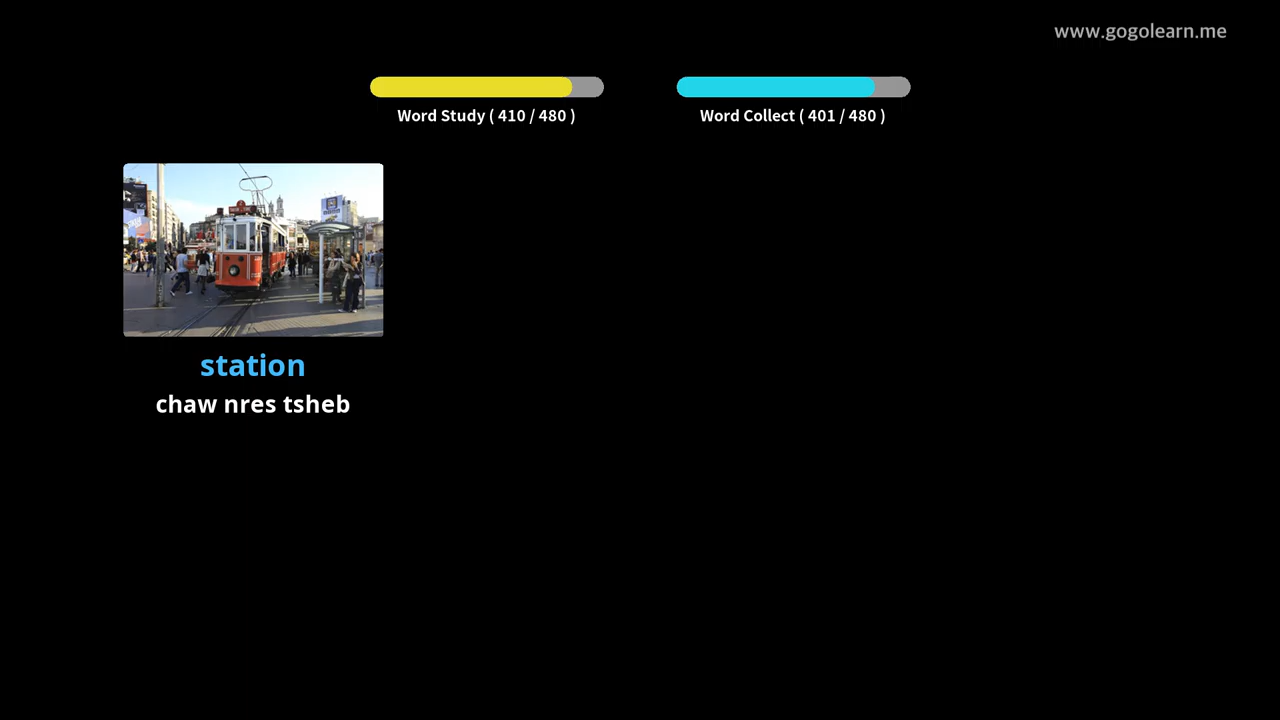 www.gogolearn.me
Word Study ( 410 / 480 )
Word Collect ( 401 / 480 )
station
chaw nres tsheb